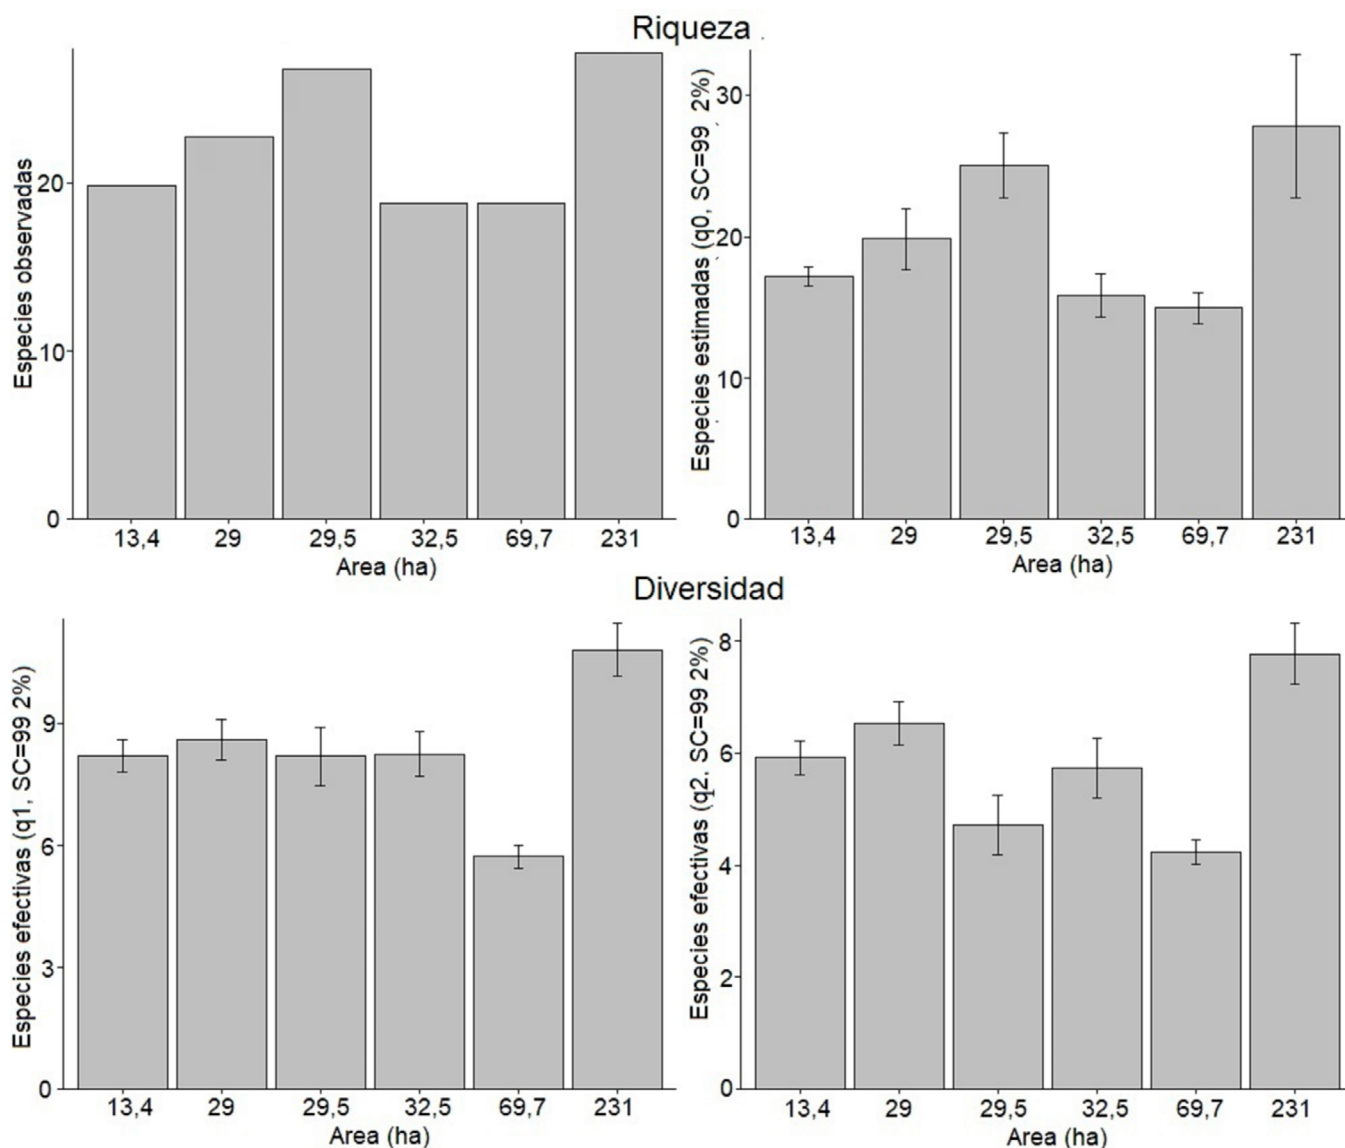 Riqueza
Especies observadas
20
10
0
13,4 29 29,5 32,5 69,7 231
Area (ha)
Especies estimadas (q0, SC=99 2%)
30
20
10
0
13,4 29 29,5 32,5 69,7 231
Area (ha)
Diversidad
Especies efectivas (q1, SC=99 2%)
9
6
3
0
13,4 29 29,5 32,5 69,7 231
Area (ha)
Especies efectivas (q2, SC=99 2%)
8
6
4
2
0
13,4 29 29,5 32,5 69,7 231
Area (ha)